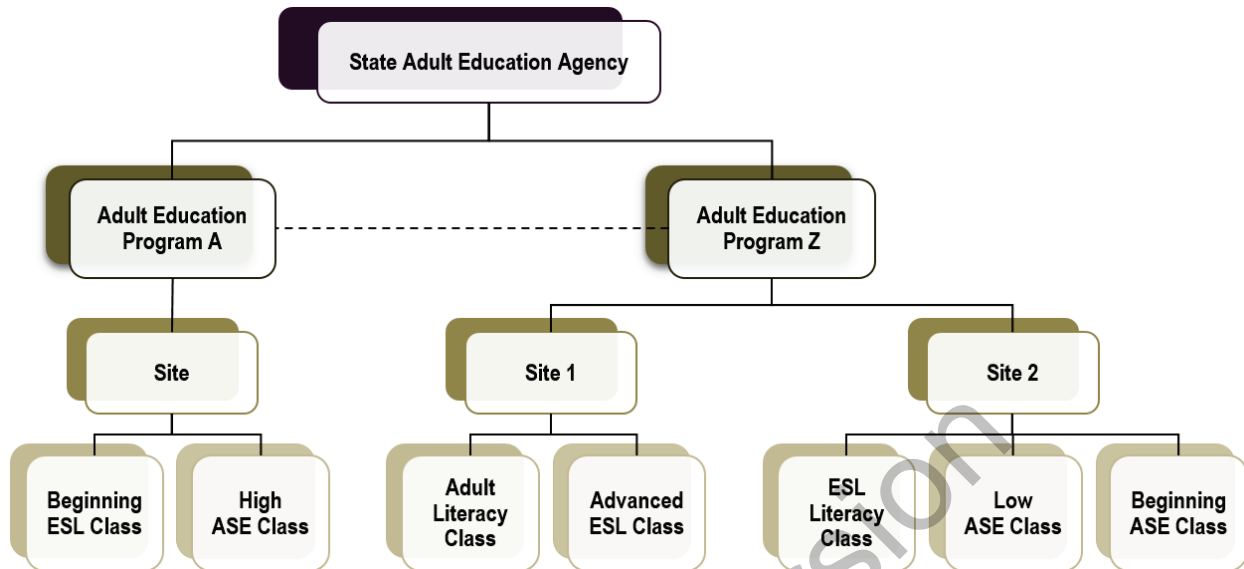 State Adult Education Agency
Adult Education
Program A
Adult Education
Program Z
Site
Site 1
Site 2
Beginning
ESL Class
High
ASE Class
Adult
Literacy
Class
Advanced
ESL Class
ESL
Literacy
Class
Low
ASE Class
Beginning
ASE Class